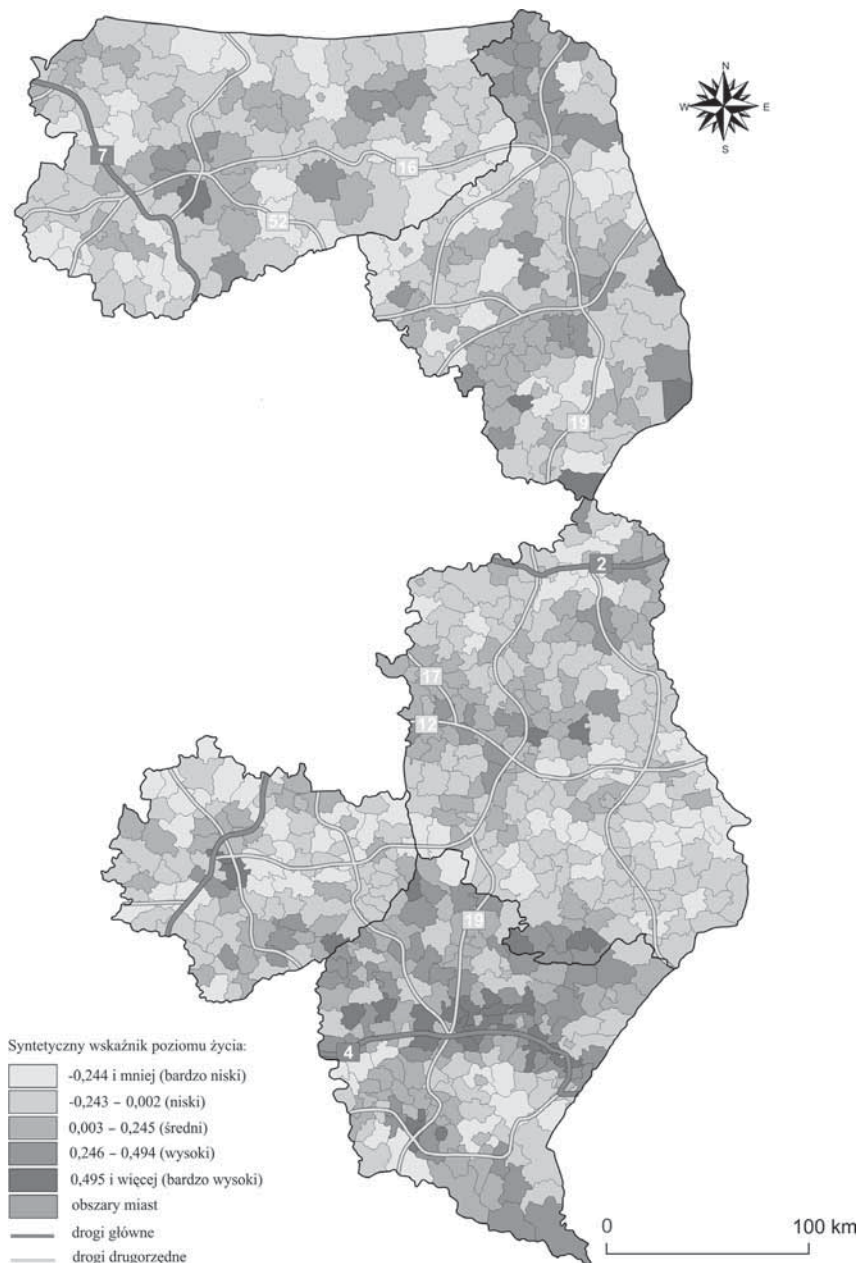 N
W E
S
7
16
52
19
2
17
12
19
4
Syntetyczny wskaźnik poziomu życia:
-0,244 i mniej (bardzo niski)
-0,243 – 0,002 (niski)
0,003 – 0,245 (średni)
0,246 – 0,494 (wysoki)
0,495 i więcej (bardzo wysoki)
obszary miast
drogi główne
drogi drugorzędne
0 100 km